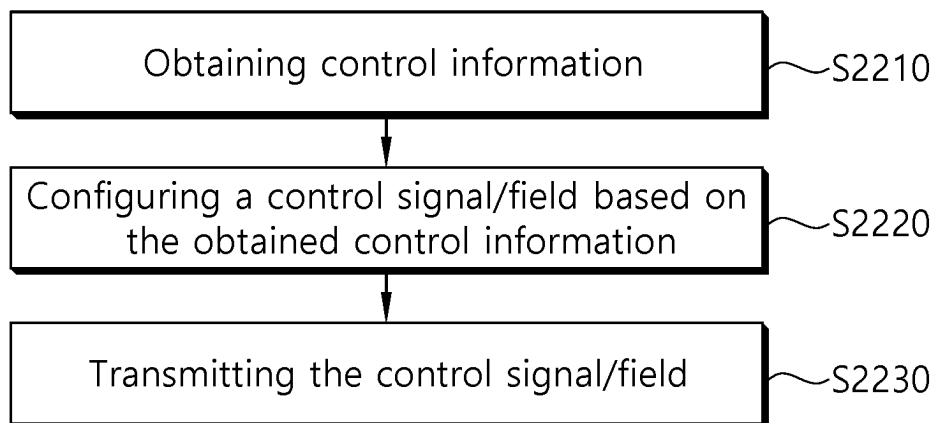 Obtaining control information
S2210
Configuring a control signal/field based on
the obtained control information
S2220
Transmitting the control signal/field
S2230